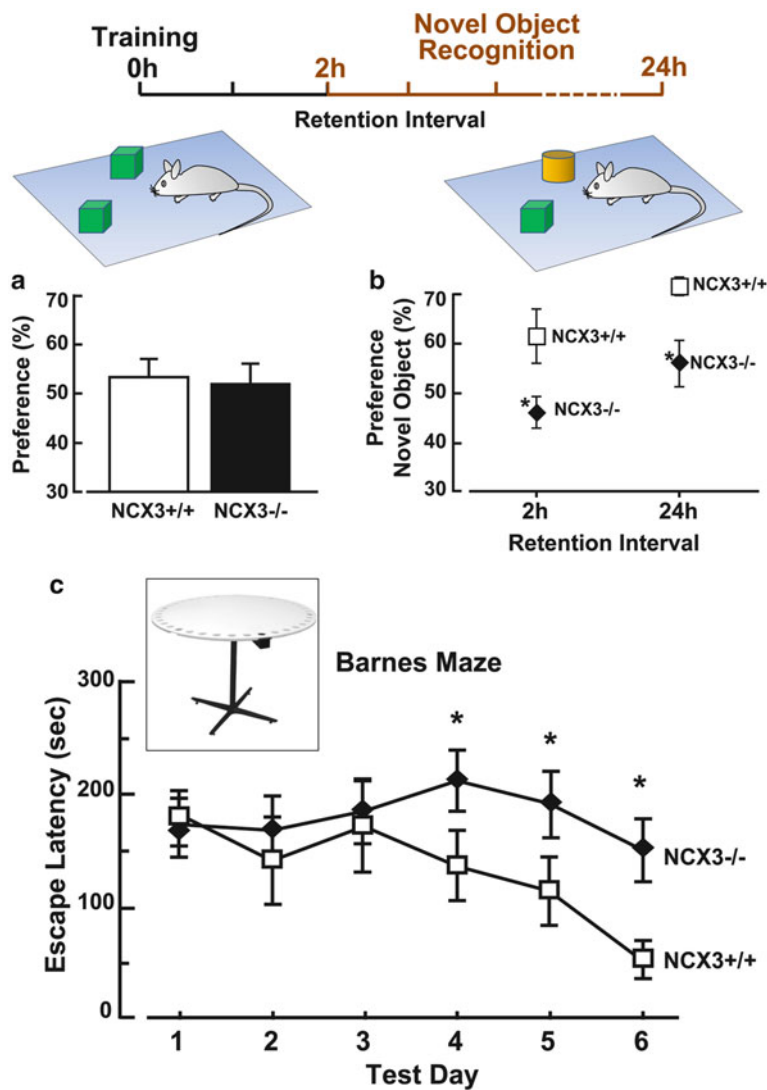 Training
0h
2h
Novel Object
Recognition
24h
Retention Interval
a
Preference (%)
70
60
50
40
30
NCX3+/+
NCX3-/-
b
Preference
Novel Object (%)
70
60
50
40
30
NCX3+/+
NCX3+/+
*
NCX3-/-
*
NCX3-/-
2h
24h
Retention Interval
c
Barnes Maze
Escape Latency (sec)
300
200
100
0
*
*
*
NCX3-/-
NCX3+/+
1 2 3 4 5 6
Test Day